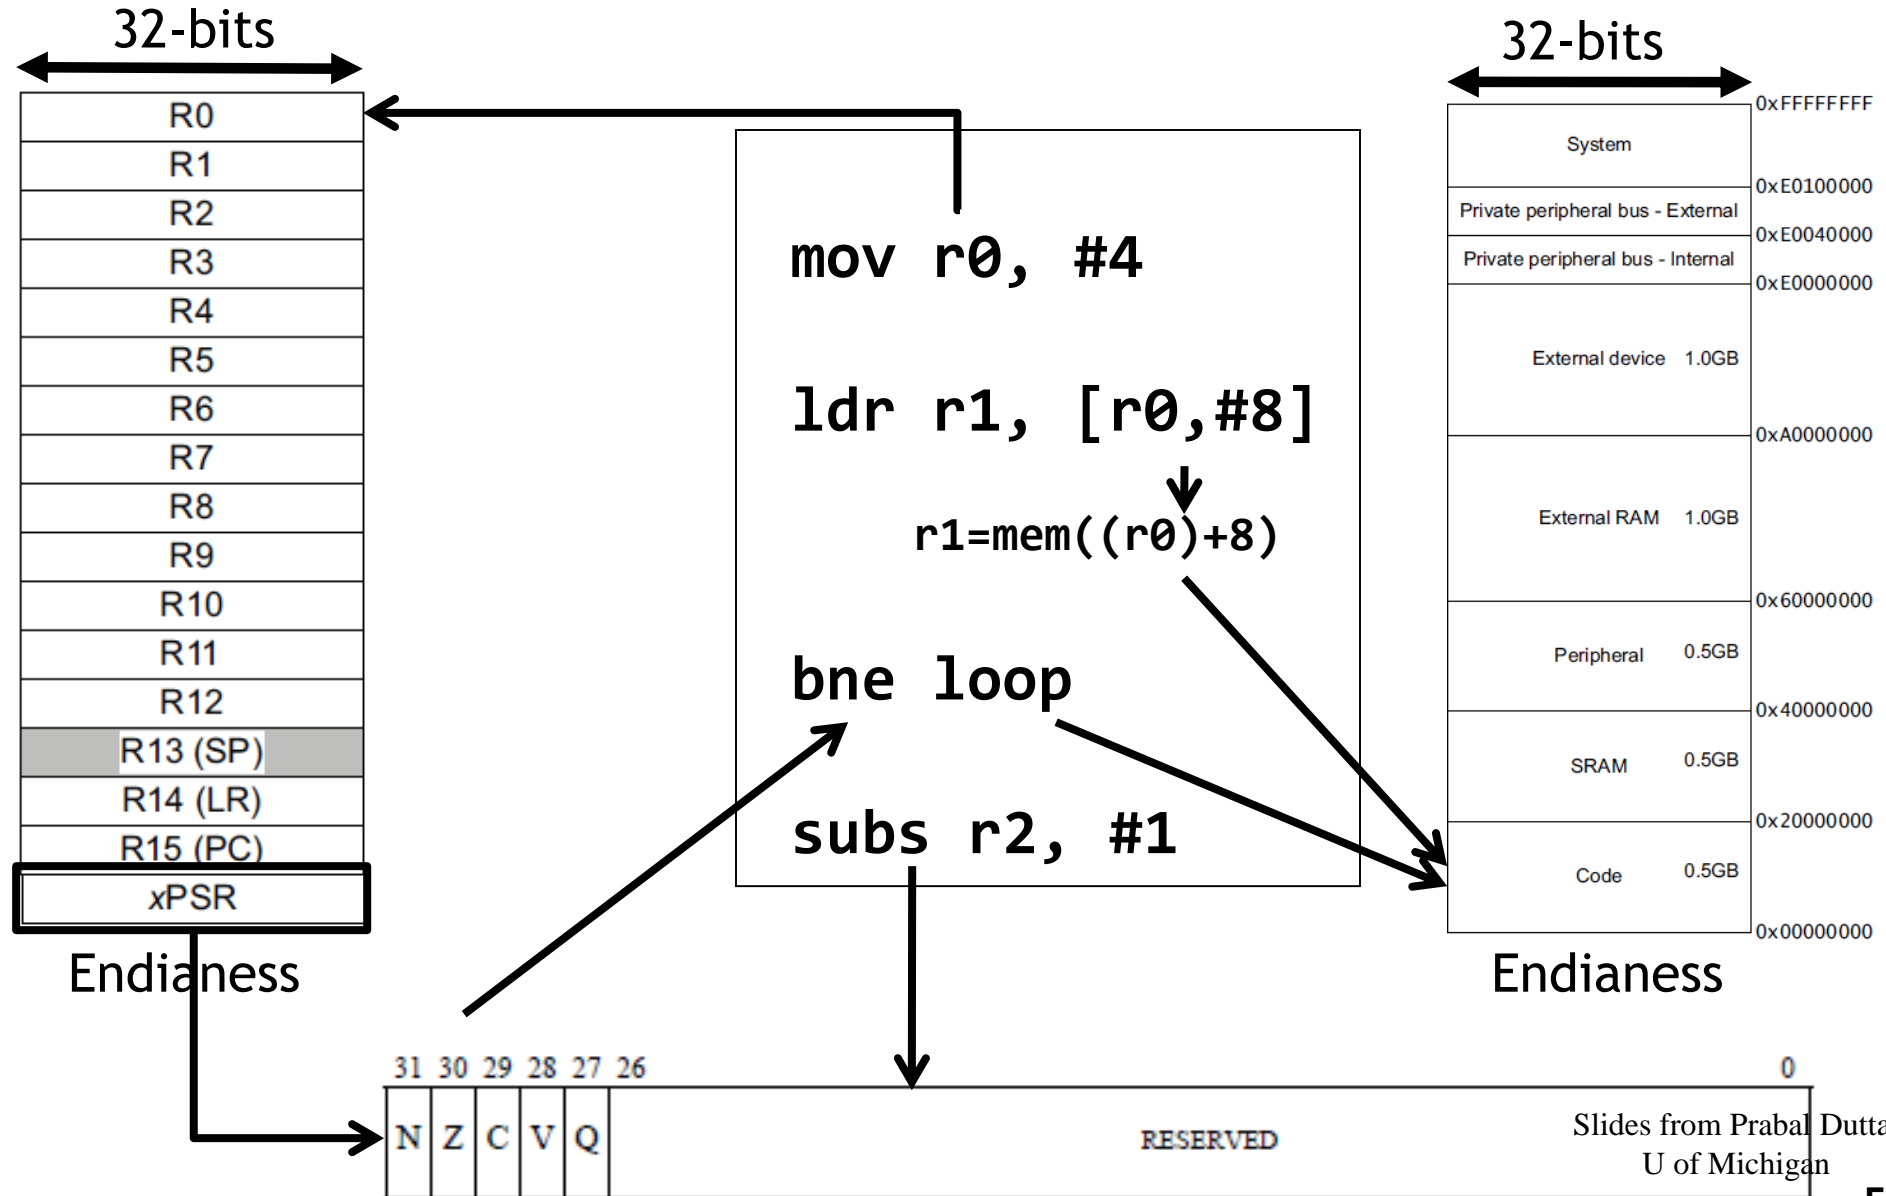 32-bits
R0
R1
R2
R3
R4
R5
R6
R7
R8
R9
R10
R11
R12
R13 (SP)
R14 (LR)
R15 (PC)
xPSR
Endianess
mov r0, #4
ldr r1, [r0,#8]
r1=mem((r0)+8)
bne loop
subs r2, #1
32-bits
0xFFFFFFFF
System
0xE0100000
Private peripheral bus - External
0xE0040000
Private peripheral bus - Internal
0xE0000000
External device 1.0GB
0xA0000000
External RAM 1.0GB
0x60000000
Peripheral 0.5GB
0x40000000
SRAM 0.5GB
0x20000000
Code 0.5GB
0x00000000
Endianess
31 30 29 28 27 26 0
N Z C V Q RESERVED
Slides from Prabal Dutta
U of Michigan